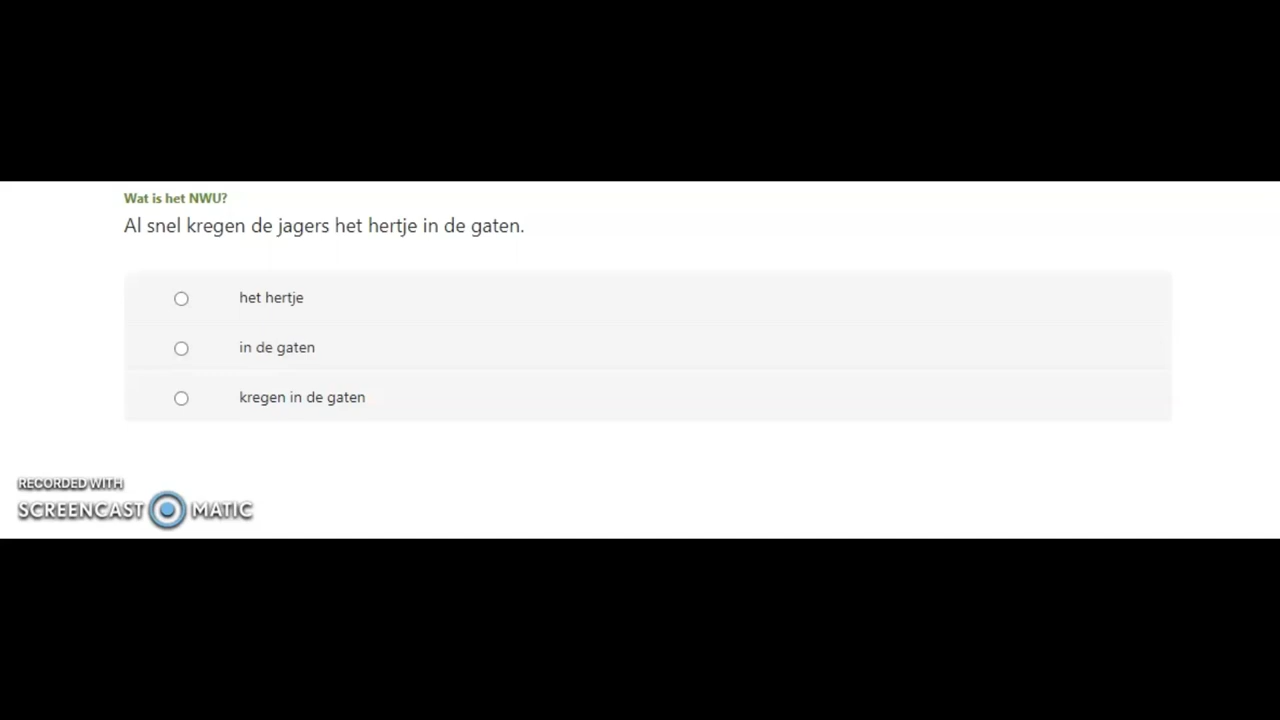 Wat is het NWU?
Al snel kregen de jagers het hertje in de gaten.
het hertje
in de gaten
kregen in de gaten
RECORDED WITH
SCREENCAST MATIC